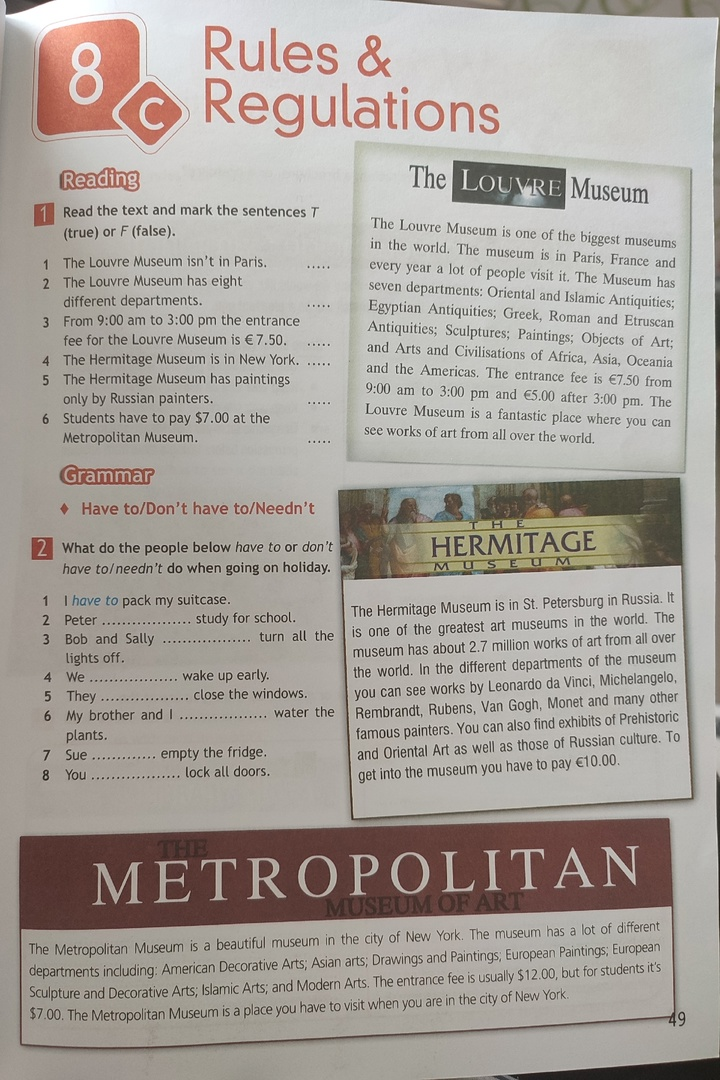 8
C
Rules &
Regulations
Reading
1 Read the text and mark the sentences T
(true) or F (false).
1 The Louvre Museum isn't in Paris. .....
2 The Louvre Museum has eight
different departments. .....
3 From 9:00 am to 3:00 pm the entrance
fee for the Louvre Museum is € 7.50. .....
4 The Hermitage Museum is in New York. .....
5 The Hermitage Museum has paintings
only by Russian painters. .....
6 Students have to pay $7.00 at the
Metropolitan Museum. .....
Grammar
♦ Have to/Don't have to/Needn't
2 What do the people below have to or don't
have to/needn't do when going on holiday.
1 I have to pack my suitcase.
2 Peter .................. study for school.
3 Bob and Sally .................. turn all the
lights off.
4 We .................. wake up early.
5 They .................. close the windows.
6 My brother and I .................. water the
plants.
7 Sue ............. empty the fridge.
8 You .................. lock all doors.
The LOUVRE Museum
The Louvre Museum is one of the biggest museums
in the world. The museum is in Paris, France and
every year a lot of people visit it. The Museum has
seven departments: Oriental and Islamic Antiquities;
Egyptian Antiquities; Greek, Roman and Etruscan
Antiquities; Sculptures; Paintings; Objects of Art;
and Arts and Civilisations of Africa, Asia, Oceania
and the Americas. The entrance fee is €7.50 from
9:00 am to 3:00 pm and €5.00 after 3:00 pm. The
Louvre Museum is a fantastic place where you can
see works of art from all over the world.
THE
HERMITAGE
MUSEUM
The Hermitage Museum is in St. Petersburg in Russia. It
is one of the greatest art museums in the world. The
museum has about 2.7 million works of art from all over
the world. In the different departments of the museum
you can see works by Leonardo da Vinci, Michelangelo,
Rembrandt, Rubens, Van Gogh, Monet and many other
famous painters. You can also find exhibits of Prehistoric
and Oriental Art as well as those of Russian culture. To
get into the museum you have to pay €10.00.
THE
METROPOLITAN
MUSEUM OF ART
The Metropolitan Museum is a beautiful museum in the city of New York. The museum has a lot of different
departments including: American Decorative Arts; Asian arts; Drawings and Paintings; European Paintings; European
Sculpture and Decorative Arts; Islamic Arts; and Modern Arts. The entrance fee is usually $12.00, but for students it's
$7.00. The Metropolitan Museum is a place you have to visit when you are in the city of New York.
49